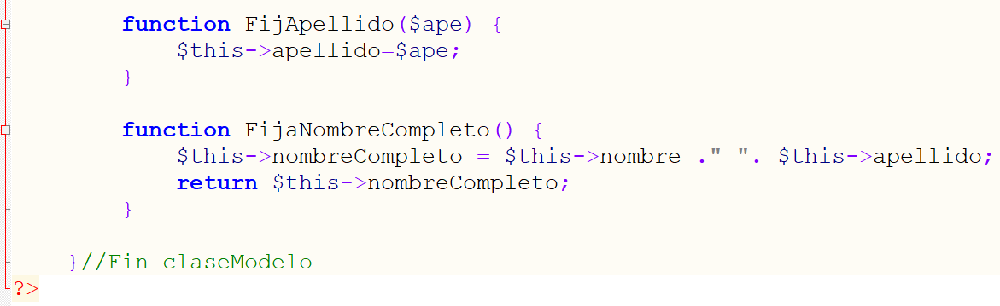 function FijApellido($ape) {
$this->apellido=$ape;
}
function FijaNombreCompleto() {
$this->nombreCompleto = $this->nombre ." ". $this->apellido;
return $this->nombreCompleto;
}
}//Fin claseModelo
?>